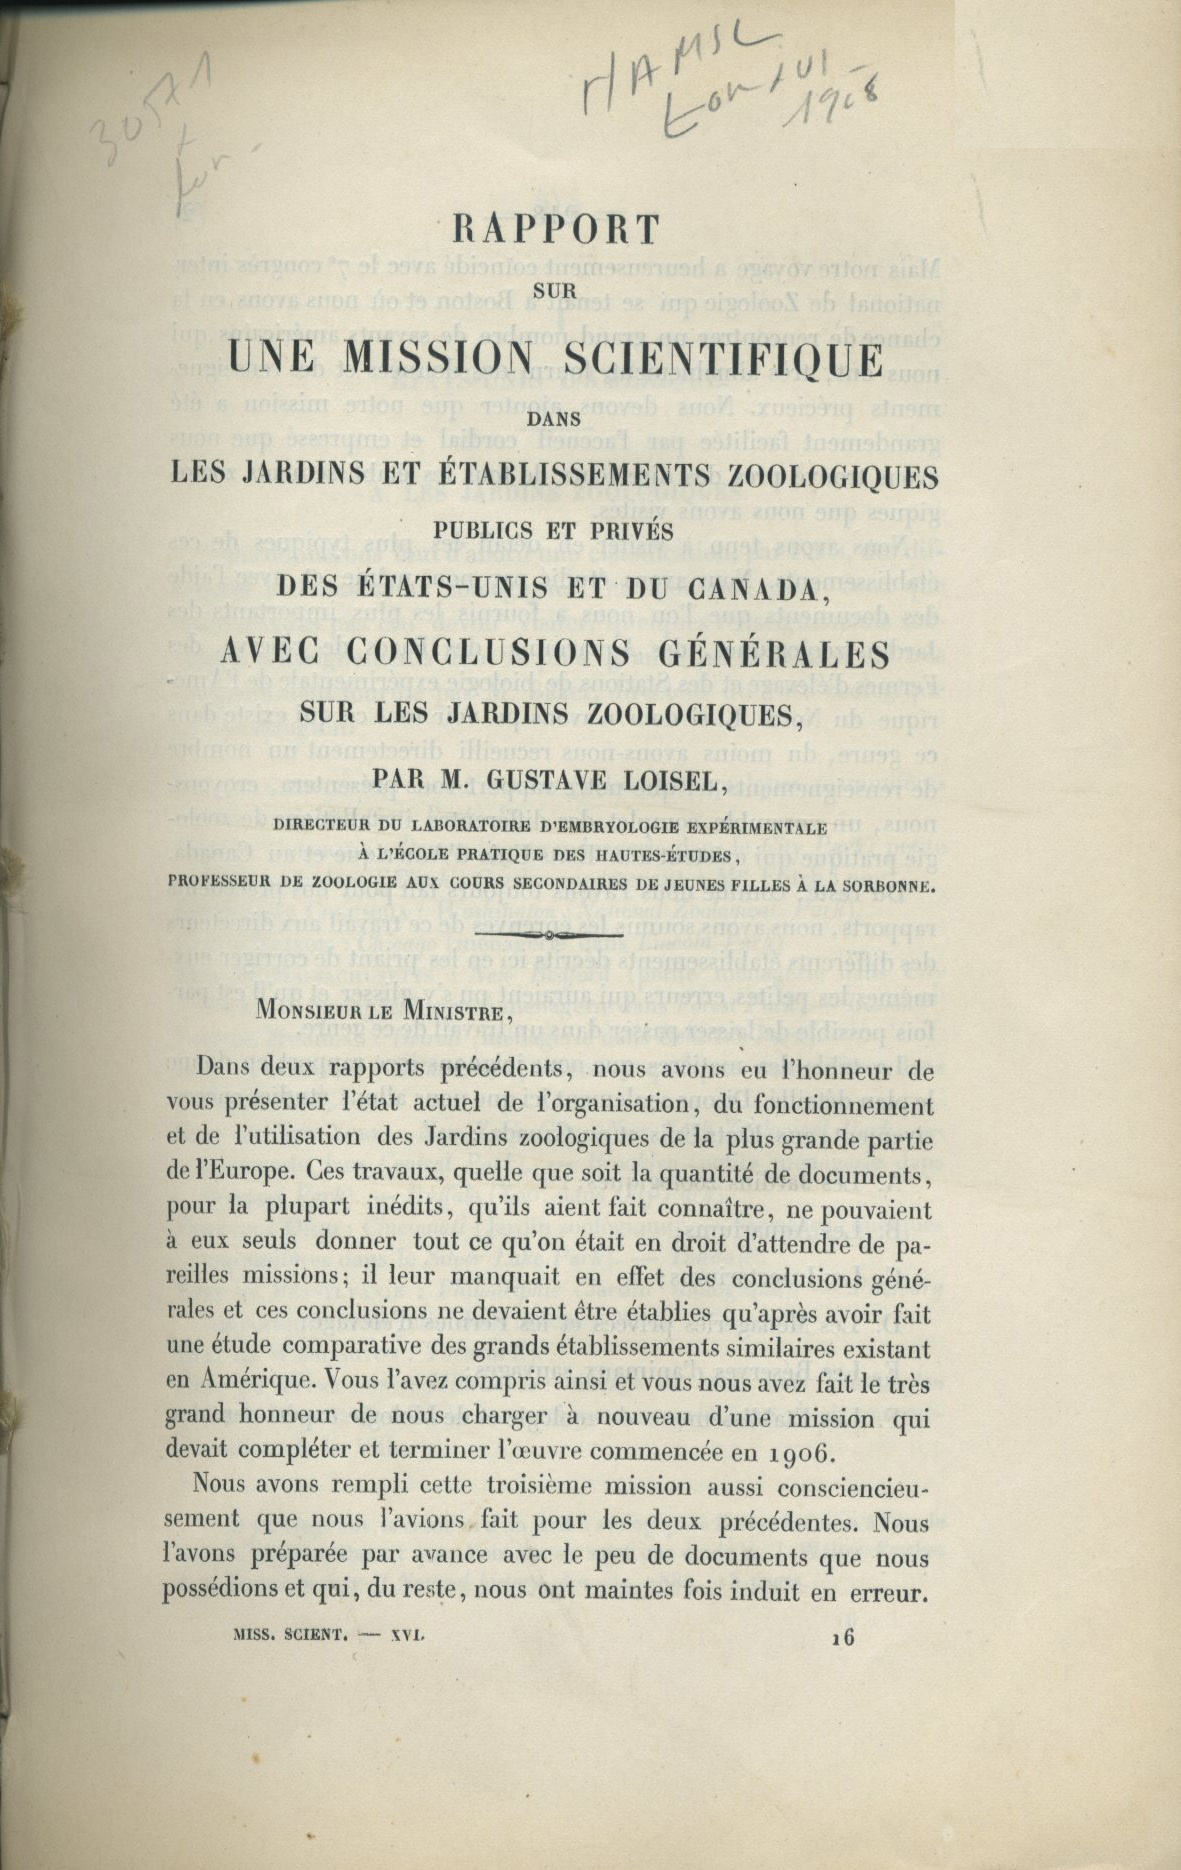 30571
RAPPORT
SUR
UNE MISSION SCIENTIFIQUE
DANS
LES JARDINS ET ÉTABLISSEMENTS ZOOLOGIQUES
PUBLICS ET PRIVÉS
DES ÉTATS-UNIS ET DU CANADA,
AVEC CONCLUSIONS GÉNÉRALES
SUR LES JARDINS ZOOLOGIQUES,
PAR M. GUSTAVE LOISEL,
DIRECTEUR DU LABORATOIRE D'EMBRYOLOGIE EXPÉRIMENTALE
À L'ÉCOLE PRATIQUE DES HAUTES-ÉTUDES,
PROFESSEUR DE ZOOLOGIE AUX COURS SECONDAIRES DE JEUNES FILLES À LA SORBONNE.
MONSIEUR LE MINISTRE,
Dans deux rapports précédents, nous avons eu l'honneur de
vous présenter l'état actuel de l'organisation, du fonctionnement
et de l'utilisation des Jardins zoologiques de la plus grande partie
de l'Europe. Ces travaux, quelle que soit la quantité de documents,
pour la plupart inédits, qu'ils aient fait connaître, ne pouvaient
à eux seuls donner tout ce qu'on était en droit d'attendre de pa-
reilles missions; il leur manquait en effet des conclusions géné-
rales et ces conclusions ne devaient être établies qu'après avoir fait
une étude comparative des grands établissements similaires existant
en Amérique. Vous l'avez compris ainsi et vous nous avez fait le très
grand honneur de nous charger à nouveau d'une mission qui
devait compléter et terminer l'œuvre commencée en 1906.
Nous avons rempli cette troisième mission aussi consciencieu-
sement que nous l'avions fait pour les deux précédentes. Nous
l'avons préparée par avance avec le peu de documents que nous
possédions et qui, du reste, nous ont maintes fois induit en erreur.
MISS. SCIENT. — XVI. 16